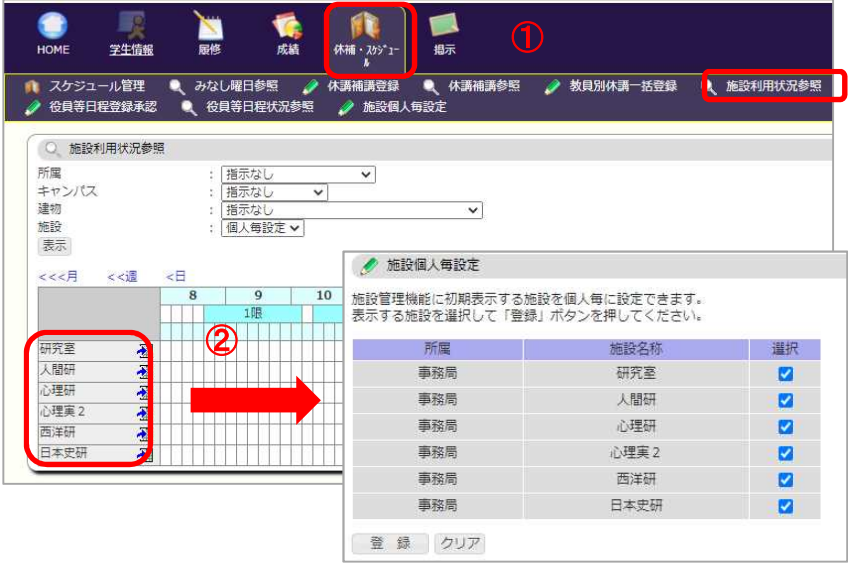 HOME 学生情報 履修 成績 休補・スケジュール 掲示 ①
スケジュール管理 みなし曜日参照 休講補講登録 休講補講参照 教員別休講一括登録 施設利用状況参照
役員等日程登録承認 役員等日程状況参照 施設個人毎設定
施設利用状況参照
所属 : 指示なし
キャンパス : 指示なし
建物 : 指示なし
施設 : 個人毎設定
表示
<<<月 <<週 <日
8 9 10
1限
②
研究室
人間研
心理研
心理実2
西洋研
日本史研
施設個人毎設定
施設管理機能に初期表示する施設を個人毎に設定できます。
表示する施設を選択して「登録」ボタンを押してください。
所属 施設名称 選択
事務局 研究室
事務局 人間研
事務局 心理研
事務局 心理実2
事務局 西洋研
事務局 日本史研
登 録 クリア